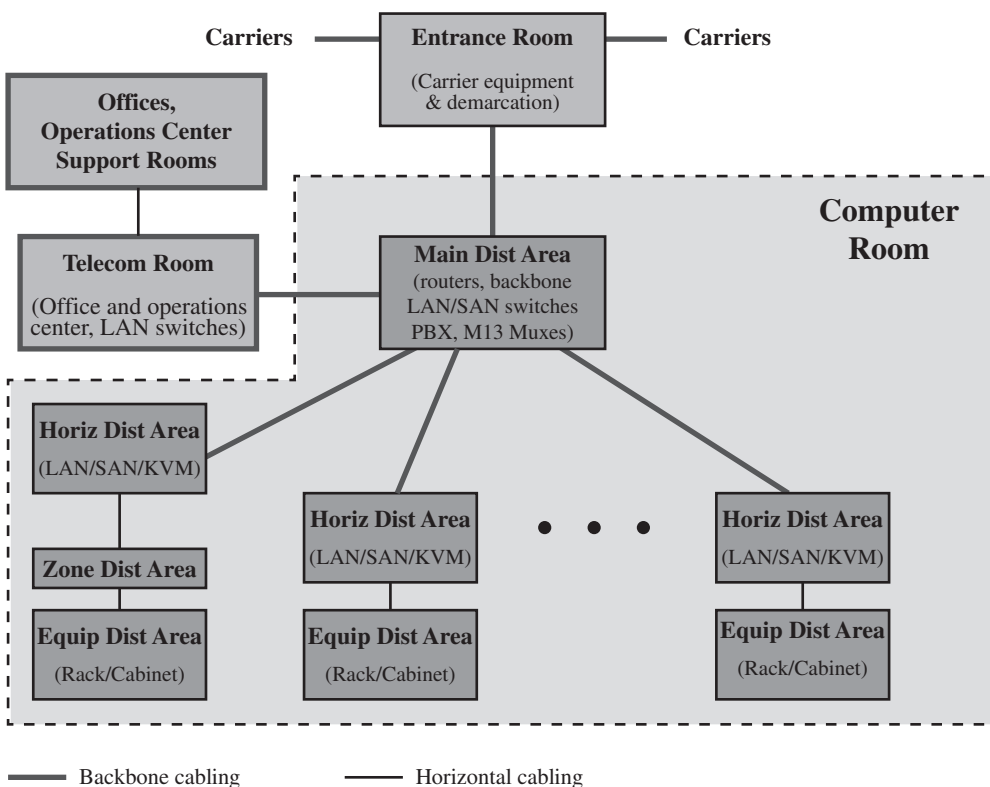 Carriers
Entrance Room
(Carrier equipment
& demarcation)
Carriers
Offices,
Operations Center
Support Rooms
Computer
Room
Telecom Room
(Office and operations
center, LAN switches)
Main Dist Area
(routers, backbone
LAN/SAN switches
PBX, M13 Muxes)
Horiz Dist Area
(LAN/SAN/KVM)
Zone Dist Area
Equip Dist Area
(Rack/Cabinet)
Horiz Dist Area
(LAN/SAN/KVM)
Equip Dist Area
(Rack/Cabinet)
Horiz Dist Area
(LAN/SAN/KVM)
Equip Dist Area
(Rack/Cabinet)
Backbone cabling
Horizontal cabling